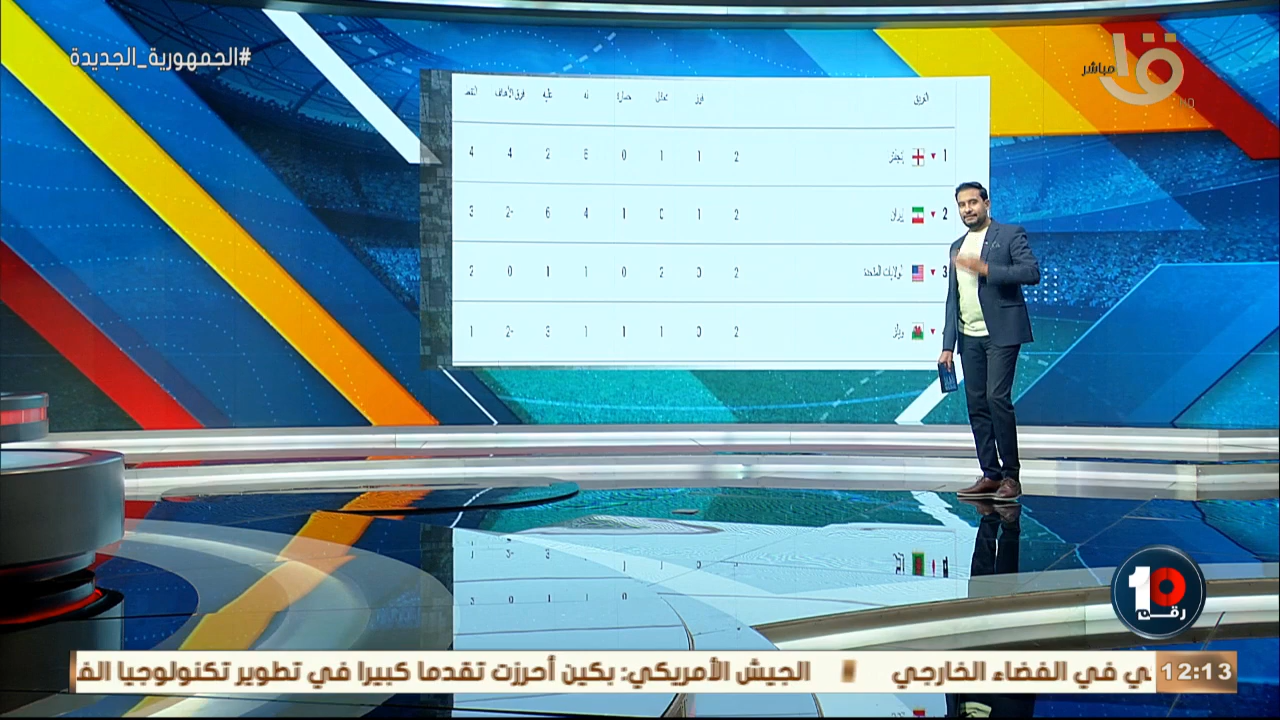 #الجمهورية_الجديدة
مباشر
الفريق فوز تعادل خسارة له عليه فرق الأهداف النقاط
1 إنجلترا 2 1 1 0 6 2 4 4
2 إيران 2 1 0 1 4 6 2- 3
3 الولايات المتحدة 2 0 2 0 1 1 0 2
ويلز 2 0 1 1 1 3 2- 1
10
رقم
12:13 ي في الفضاء الخارجي الجيش الأمريكي: بكين أحرزت تقدما كبيرا في تطوير تكنولوجيا الف